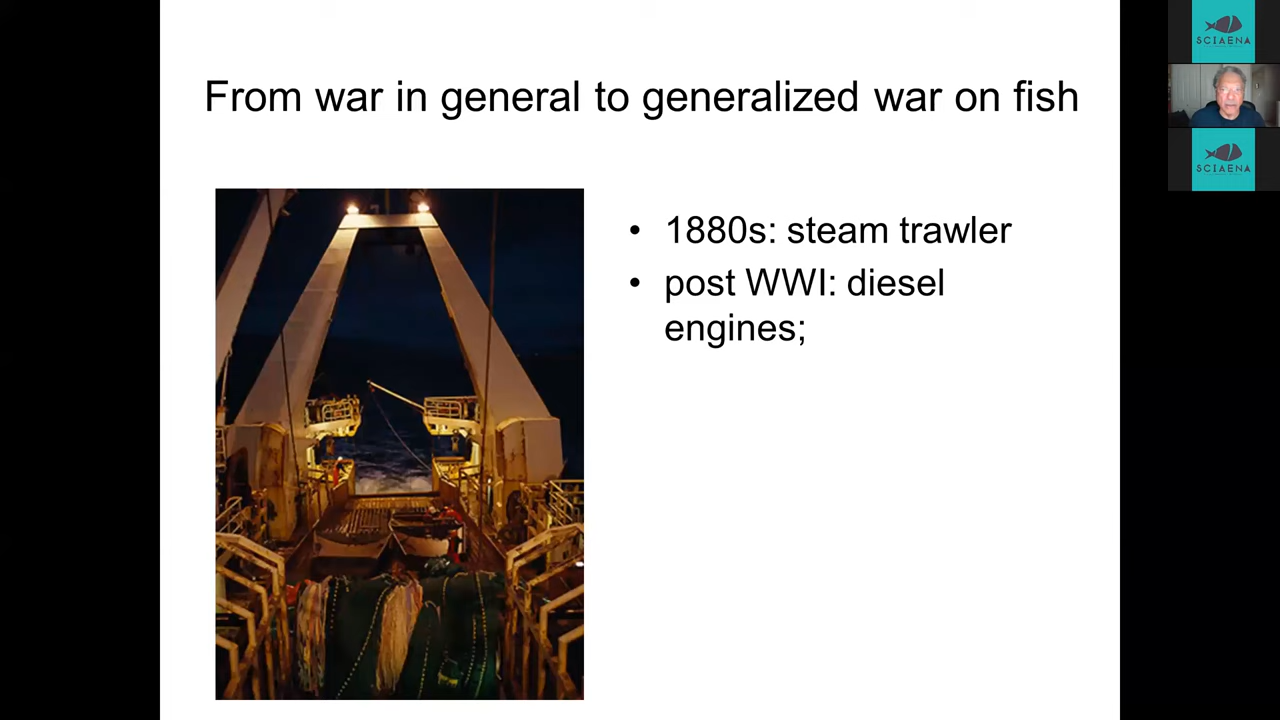 From war in general to generalized war on fish
• 1880s: steam trawler
• post WWI: diesel
engines;
SCIAENA
SCIAENA